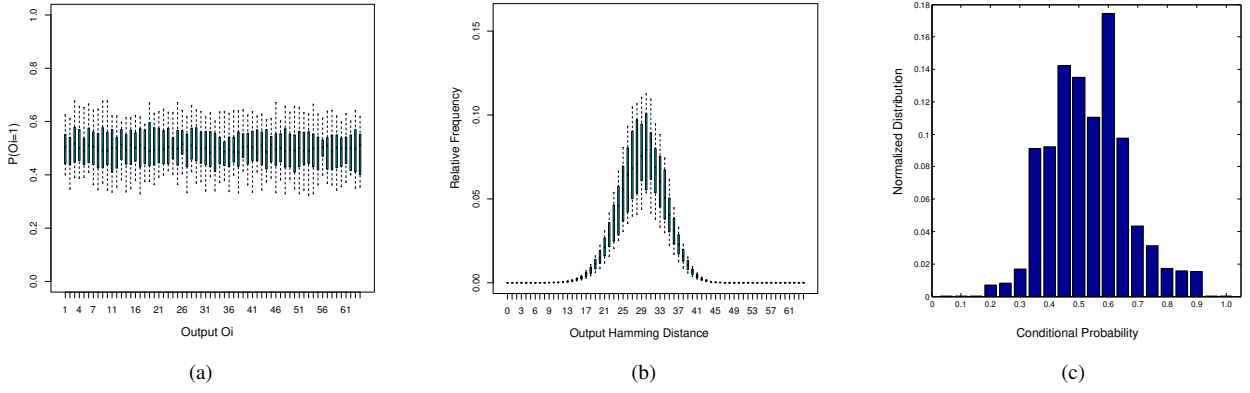 P(Oi=1)
1.0
0.8
0.6
0.4
0.2
0.0
1 4 7 11 16 21 26 31 36 41 46 51 56 61
Output Oi
(a)
Relative Frequency
0.15
0.10
0.05
0.00
0 3 6 9 13 17 21 25 29 33 37 41 45 49 53 57 61
Output Hamming Distance
(b)
Normalized Distribution
0.18
0.16
0.14
0.12
0.1
0.08
0.06
0.04
0.02
0
0 0.1 0.2 0.3 0.4 0.5 0.6 0.7 0.8 0.9 1.0
Conditional Probability
(c)